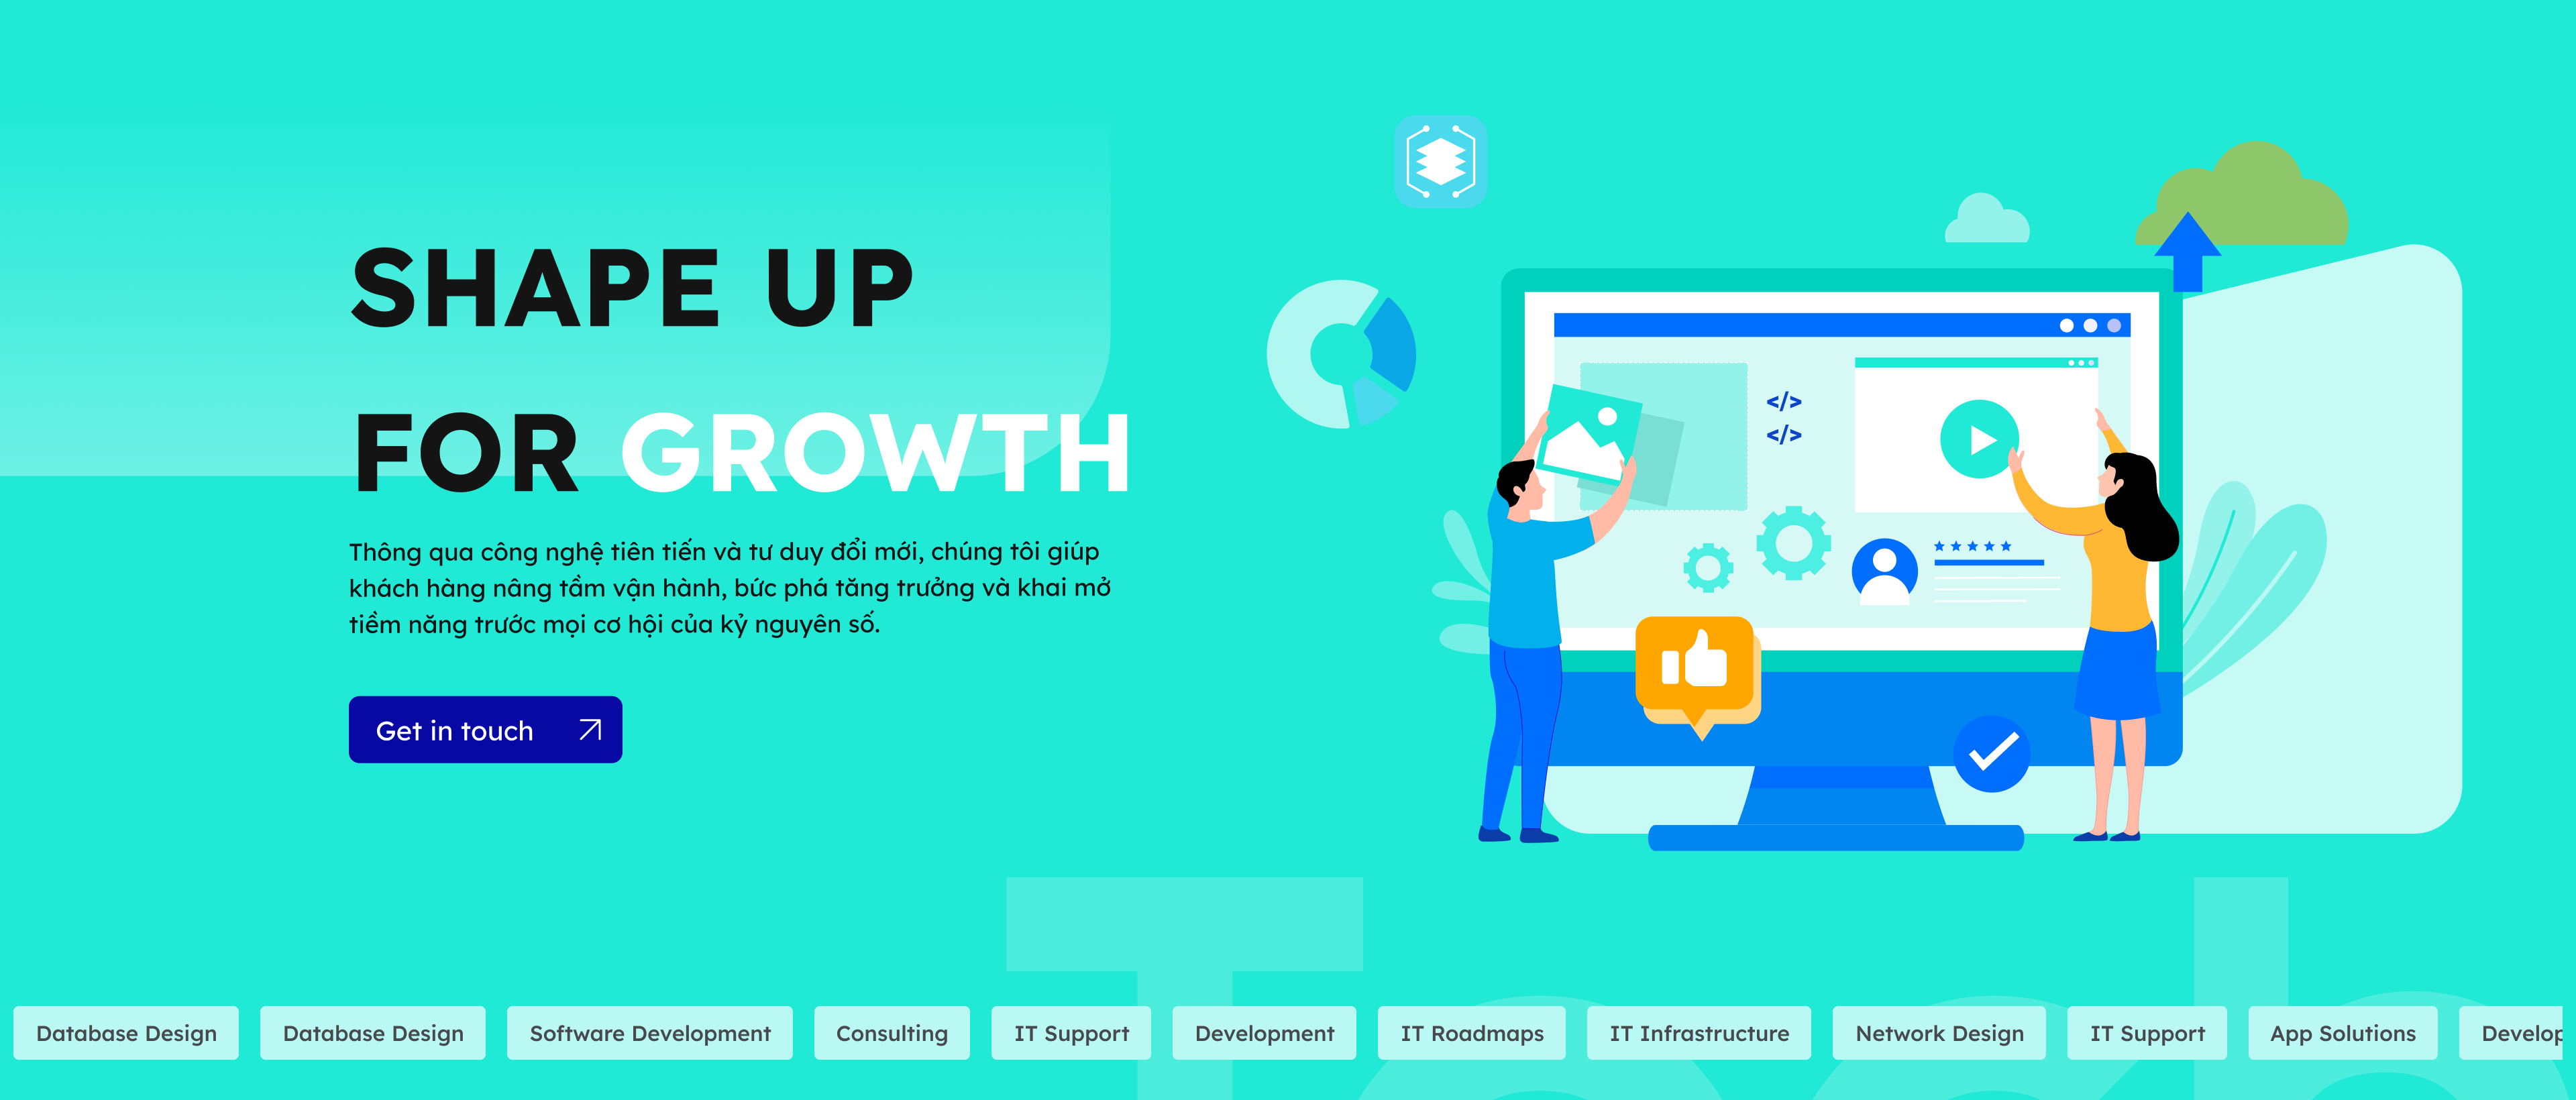 SHAPE UP
FOR GROWTH
Thông qua công nghệ tiên tiến và tư duy đổi mới, chúng tôi giúp
khách hàng nâng tầm vận hành, bức phá tăng trưởng và khai mở
tiềm năng trước mọi cơ hội của kỷ nguyên số.
Get in touch
</>
</>
Database Design Database Design Software Development Consulting IT Support Development IT Roadmaps IT Infrastructure Network Design IT Support App Solutions Develop